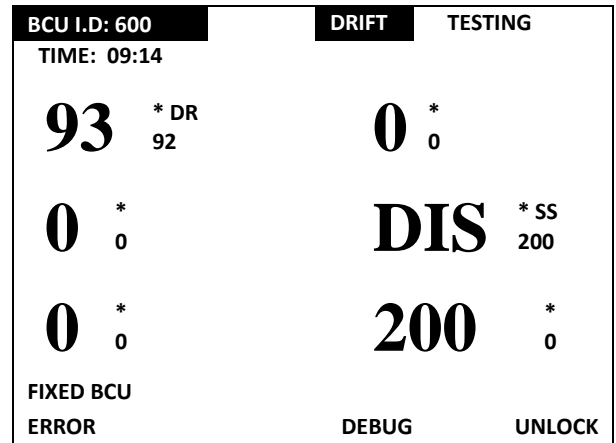 BCU I.D: 600 DRIFT TESTING
TIME: 09:14
93 * DR 0 *
92 0
0 * DIS * SS
0 200
0 * 200 *
0 0
FIXED BCU
ERROR DEBUG UNLOCK